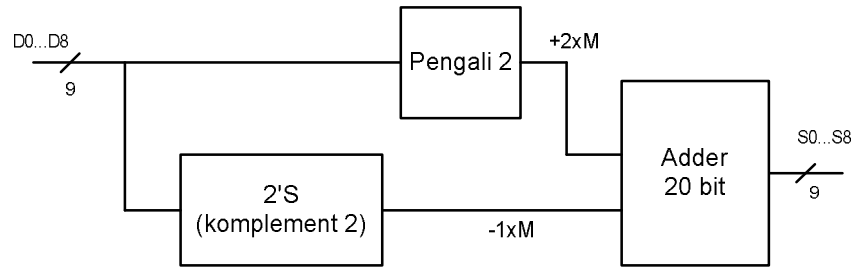 D0...D8
9
Pengali 2
+2xM
2'S
(komplement 2)
-1xM
Adder
20 bit
S0...S8
9